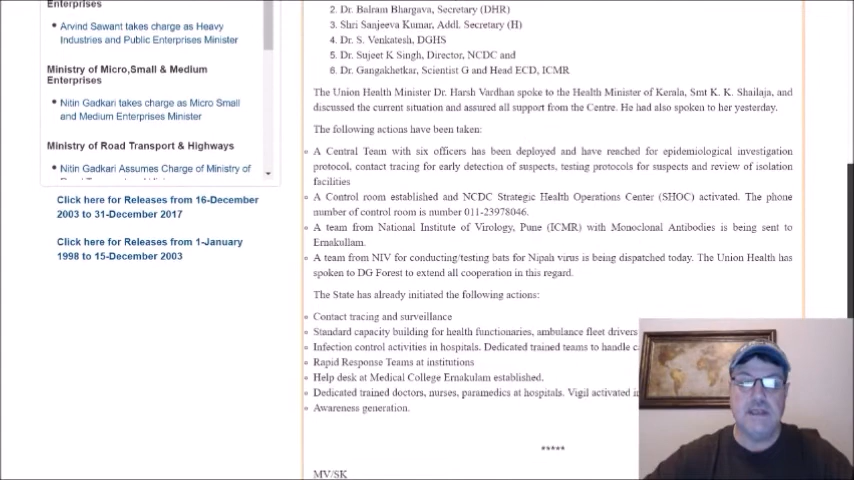 Enterprises
Arvind Sawant takes charge as Heavy
Industries and Public Enterprises Minister
Ministry of Micro,Small & Medium
Enterprises
Nitin Gadkari takes charge as Micro Small
and Medium Enterprises Minister
Ministry of Road Transport & Highways
Nitin Gadkari Assumes Charge of Ministry of
Click here for Releases from 16-December
2003 to 31-December 2017
Click here for Releases from 1-January
1998 to 15-December 2003
2. Dr. Balram Bhargava, Secretary (DHR)
3. Shri Sanjeeva Kumar, Addl. Secretary (H)
4. Dr. S. Venkatesh, DGHS
5. Dr. Sujeet K Singh, Director, NCDC and
6. Dr. Gangakhetkar, Scientist G and Head ECD, ICMR
The Union Health Minister Dr. Harsh Vardhan spoke to the Health Minister of Kerala, Smt K. K. Shailaja, and
discussed the current situation and assured all support from the Centre. He had also spoken to her yesterday.
The following actions have been taken:
A Central Team with six officers has been deployed and have reached for epidemiological investigation
protocol, contact tracing for early detection of suspects, testing protocols for suspects and review of isolation
facilities
A Control room established and NCDC Strategic Health Operations Center (SHOC) activated. The phone
number of control room is number 011-23978046.
A team from National Institute of Virology, Pune (ICMR) with Monoclonal Antibodies is being sent to
Ernakullam.
A team from NIV for conducting/testing bats for Nipah virus is being dispatched today. The Union Health has
spoken to DG Forest to extend all cooperation in this regard.
The State has already initiated the following actions:
Contact tracing and surveillance
Standard capacity building for health functionaries, ambulance fleet drivers
Infection control activities in hospitals. Dedicated trained teams to handle
Rapid Response Teams at institutions
Help desk at Medical College Ernakulam established.
Dedicated trained doctors, nurses, paramedics at hospitals. Vigil activated
Awareness generation.
*****
MV/SK